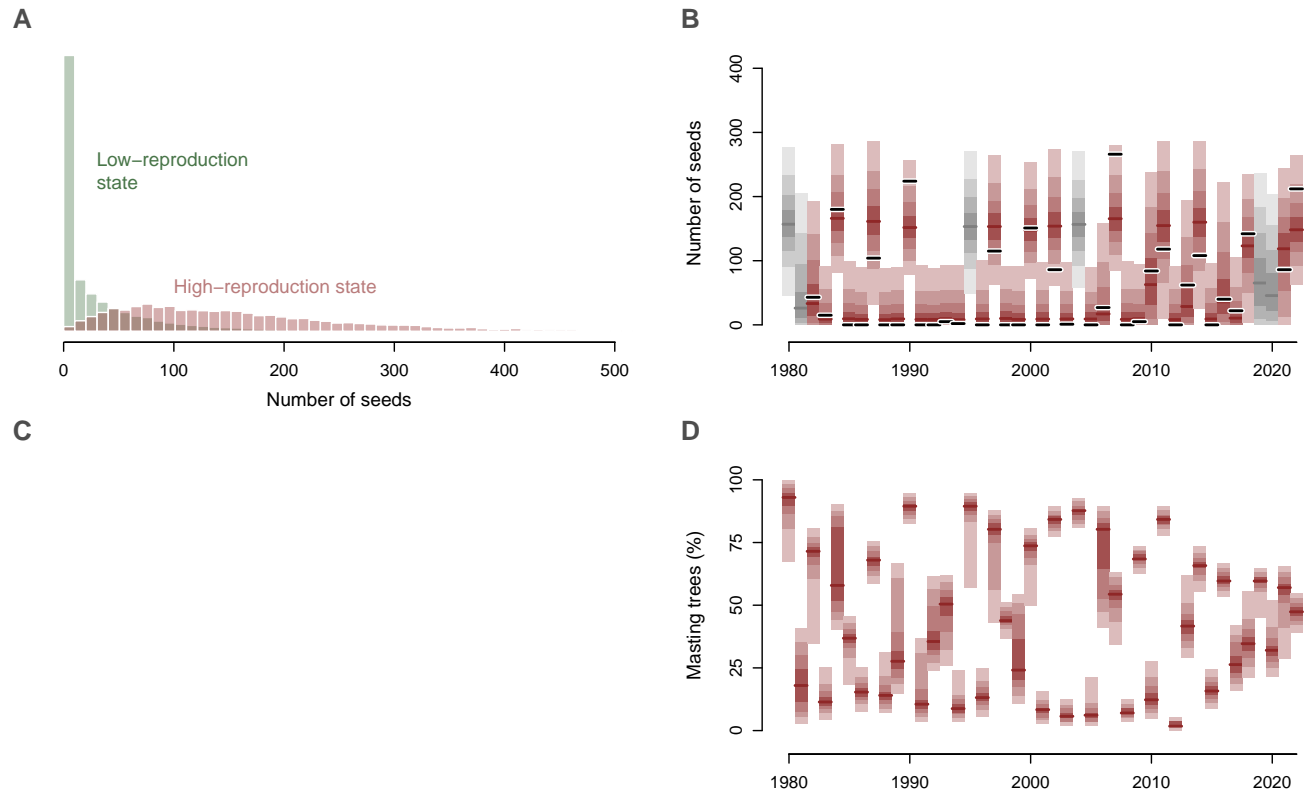 A
Low−reproduction
state
High−reproduction state
0 100 200 300 400 500
Number of seeds
B
Number of seeds
400
300
200
100
0
1980 1990 2000 2010 2020
C
D
Masting trees (%)
100
75
50
25
0
1980 1990 2000 2010 2020